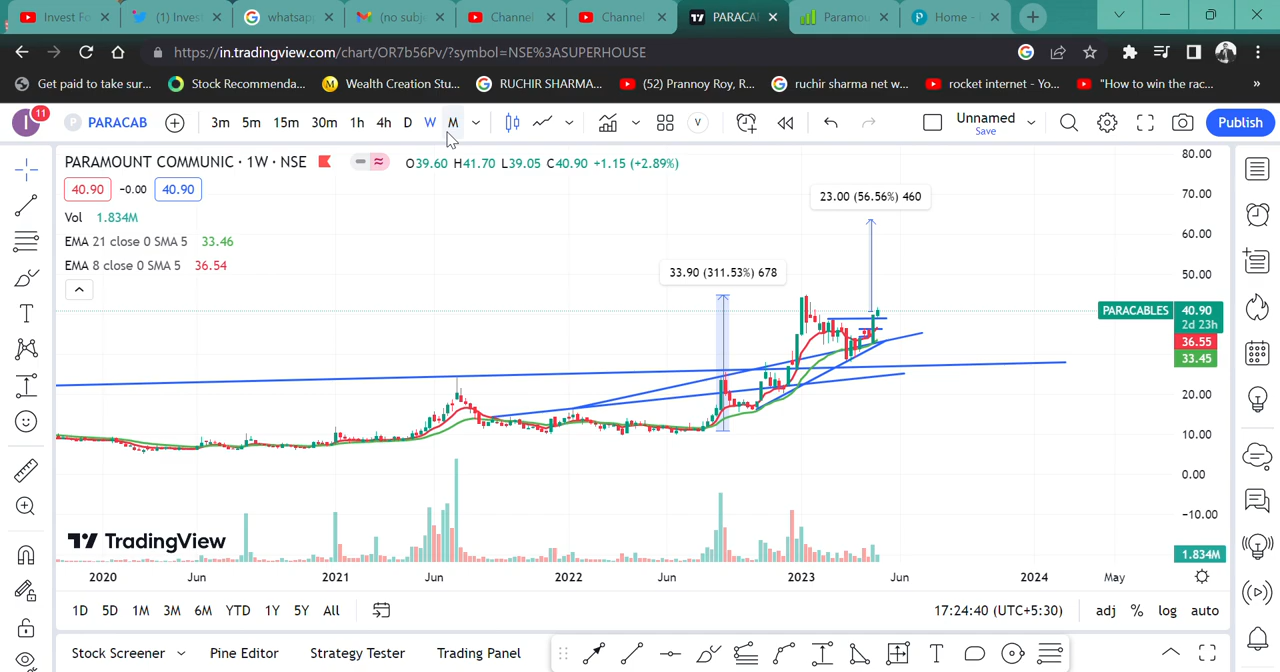 Invest Fo
(1) Invest
whatsapp
(no subje
Channel
Channel
PARACA
Paramou
Home -
https://in.tradingview.com/chart/OR7b56Pv/?symbol=NSE%3ASUPERHOUSE
Get paid to take sur...
Stock Recommenda...
Wealth Creation Stu...
RUCHIR SHARMA...
(52) Prannoy Roy, R...
ruchir sharma net w...
rocket internet - Yo...
"How to win the rac...
I 11
P PARACAB
3m 5m 15m 30m 1h 4h D W M
V
Unnamed
Save
Publish
PARAMOUNT COMMUNIC · 1W · NSE
O39.60 H41.70 L39.05 C40.90 +1.15 (+2.89%)
40.90 -0.00 40.90
Vol 1.834M
EMA 21 close 0 SMA 5 33.46
EMA 8 close 0 SMA 5 36.54
23.00 (56.56%) 460
33.90 (311.53%) 678
80.00
70.00
60.00
50.00
PARACABLES 40.90
2d 23h
36.55
33.45
20.00
10.00
0.00
−10.00
1.834M
TradingView
2020 Jun 2021 Jun 2022 Jun 2023 Jun 2024 May
1D 5D 1M 3M 6M YTD 1Y 5Y All
17:24:40 (UTC+5:30) adj % log auto
Stock Screener Pine Editor Strategy Tester Trading Panel